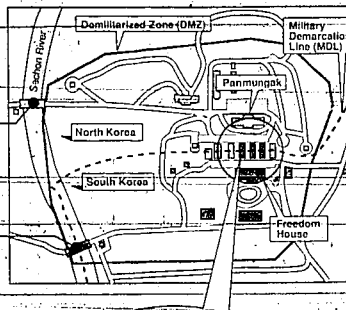 Demilitarized Zone (DMZ)
Military
Demarcation
Line (MDL)
Sachon River
Panmungak
North Korea
South Korea
Freedom
House